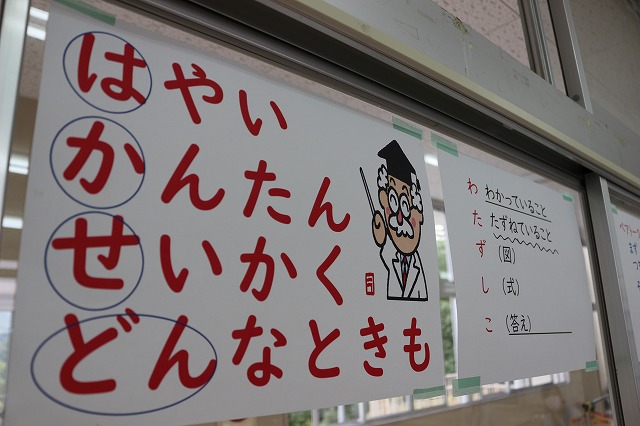 はやい
かんたん
せいかく
どんなときも
わ わかっていること
た たずねていること
ず (図)
し (式)
こ (答え)